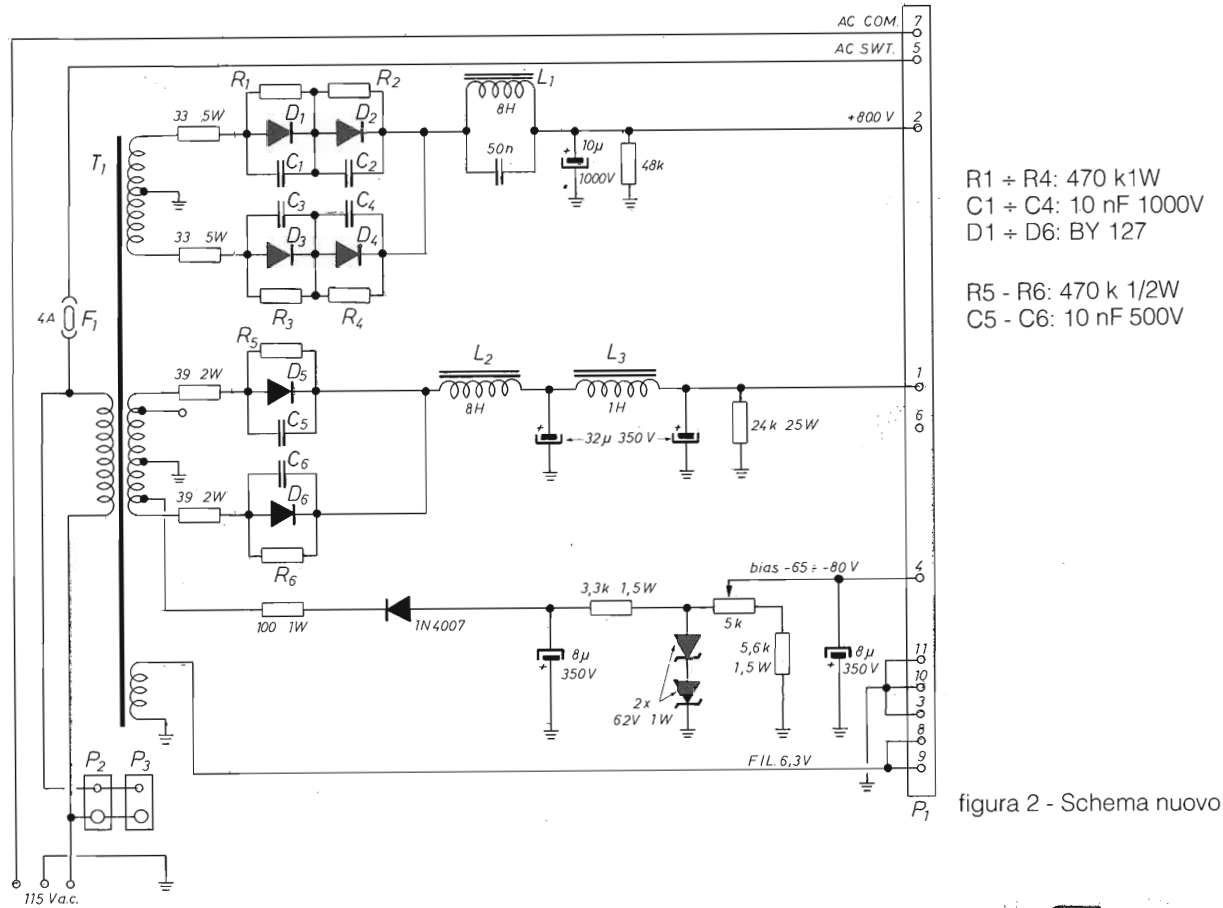 AC COM. 7
AC SWT. 5
R1 R2 L1
33 5W D1 D2 8H +800 V 2
T1 C1 C2 50n 10µ 1000V 48k
+
C3 C4
33 5W D3 D4
R3 R4
4A F1
R1 ÷ R4: 470 k1W
C1 ÷ C4: 10 nF 1000V
D1 ÷ D6: BY 127
R5 - R6: 470 k 1/2W
C5 - C6: 10 nF 500V
R5 L2 L3
39 2W D5 8H 1H 1
C5 + 32µ 350V + 24k 25W 6
C6
39 2W D6
R6
bias -65 ÷ -80 V 4
100 1W 1N4007 3,3k 1,5W 5k
8µ
350V
+
5,6k
1,5W
8µ
350V
+
2x
62V 1W
11
10
3
8
FIL. 6,3V 9
P2 P3
P1
figura 2 - Schema nuovo
115 Va.c.